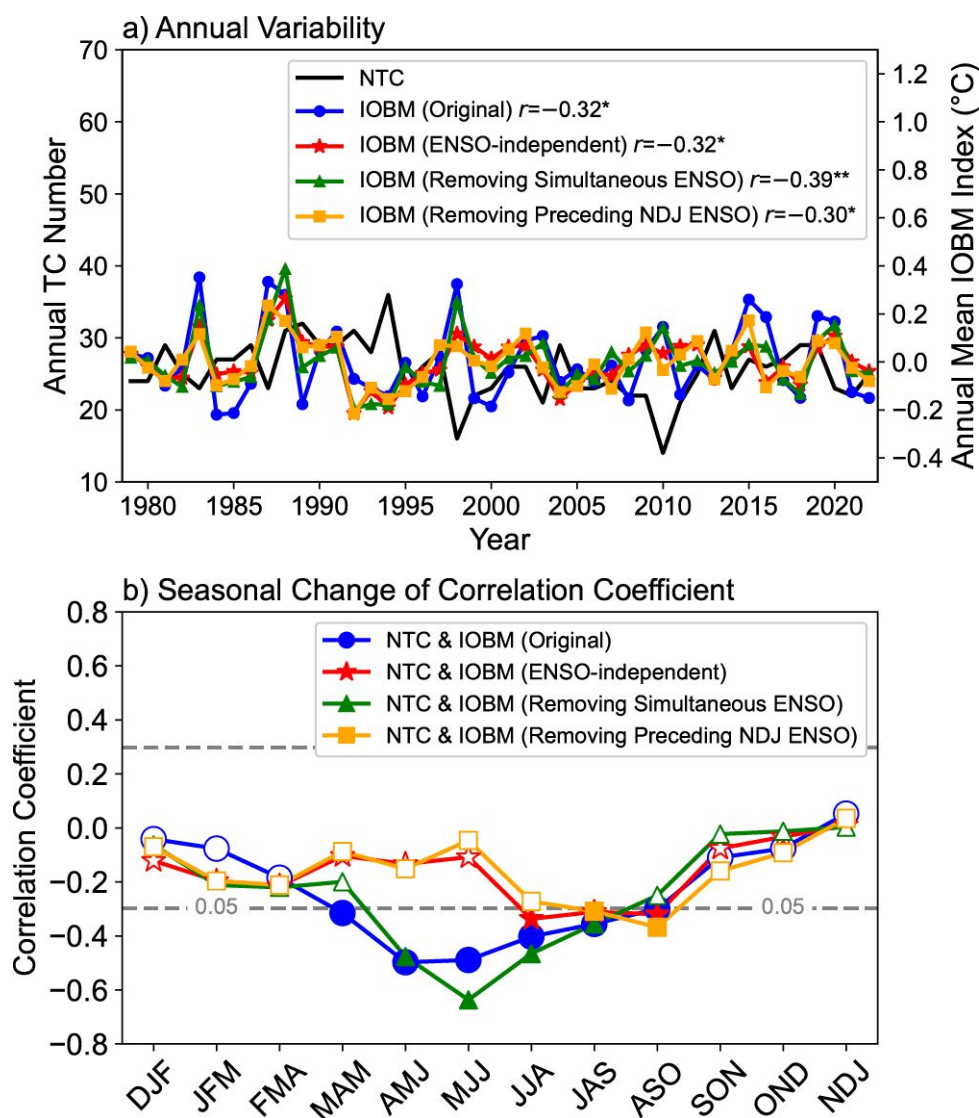 a) Annual Variability
NTC
IOBM (Original) r=−0.32*
IOBM (ENSO-independent) r=−0.32*
IOBM (Removing Simultaneous ENSO) r=−0.39**
IOBM (Removing Preceding NDJ ENSO) r=−0.30*
Annual TC Number
70
60
50
40
30
20
10
Annual Mean IOBM Index (°C)
1.2
1.0
0.8
0.6
0.4
0.2
0.0
−0.2
−0.4
1980 1985 1990 1995 2000 2005 2010 2015 2020
Year
b) Seasonal Change of Correlation Coefficient
NTC & IOBM (Original)
NTC & IOBM (ENSO-independent)
NTC & IOBM (Removing Simultaneous ENSO)
NTC & IOBM (Removing Preceding NDJ ENSO)
Correlation Coefficient
0.8
0.6
0.4
0.2
0.0
−0.2
−0.4
−0.6
−0.8
0.05 0.05
DJF JFM FMA MAM AMJ MJJ JJA JAS ASO SON OND NDJ